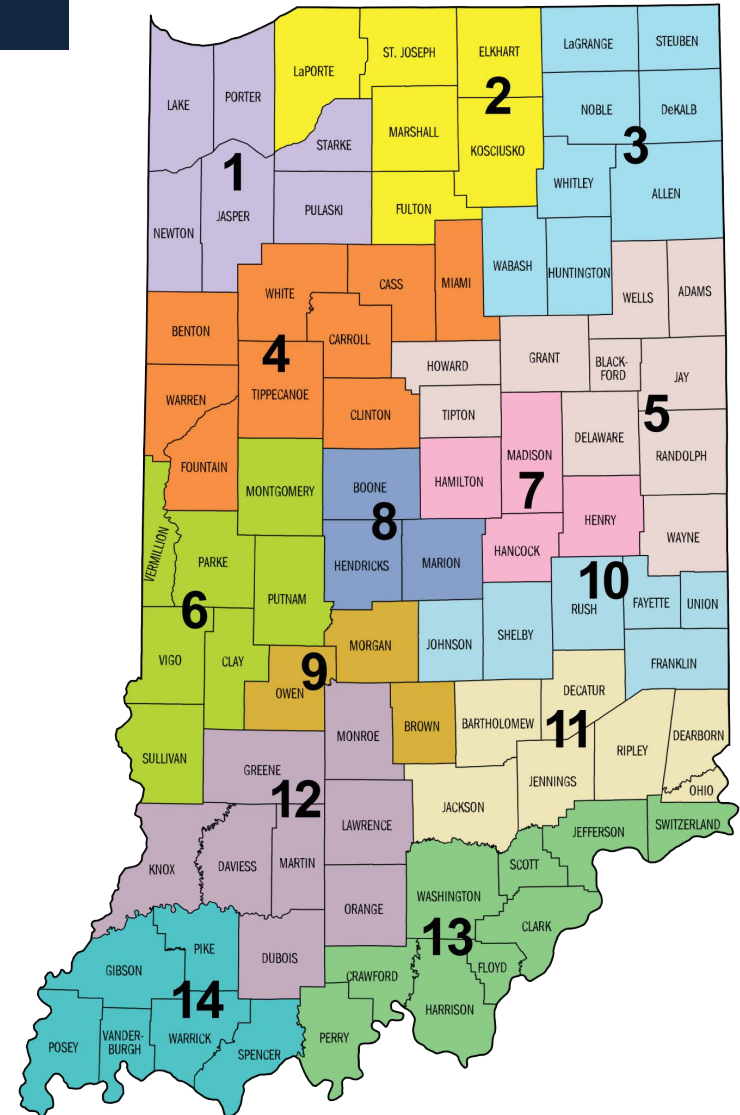 LaPORTE
ST. JOSEPH
ELKHART
LaGRANGE
STEUBEN
LAKE
PORTER
2
NOBLE
DeKALB
STARKE
MARSHALL
KOSCIUSKO
3
1
WHITLEY
ALLEN
NEWTON
JASPER
PULASKI
FULTON
WABASH
HUNTINGTON
WHITE
CASS
MIAMI
WELLS
ADAMS
BENTON
CARROLL
4
HOWARD
GRANT
BLACK-
FORD
JAY
WARREN
TIPPECANOE
CLINTON
TIPTON
5
DELAWARE
MADISON
RANDOLPH
FOUNTAIN
MONTGOMERY
BOONE
HAMILTON
7
8
HENRY
WAYNE
VERMILLION
PARKE
HENDRICKS
MARION
HANCOCK
10
PUTNAM
RUSH
FAYETTE
UNION
6
VIGO
CLAY
MORGAN
JOHNSON
SHELBY
FRANKLIN
9
OWEN
DECATUR
MONROE
BROWN
BARTHOLOMEW
11
RIPLEY
DEARBORN
SULLIVAN
GREENE
JENNINGS
OHIO
12
JACKSON
LAWRENCE
JEFFERSON
SWITZERLAND
KNOX
DAVIESS
MARTIN
SCOTT
WASHINGTON
ORANGE
CLARK
13
PIKE
DUBOIS
GIBSON
CRAWFORD
FLOYD
14
HARRISON
POSEY
VANDER-
BURGH
WARRICK
SPENCER
PERRY